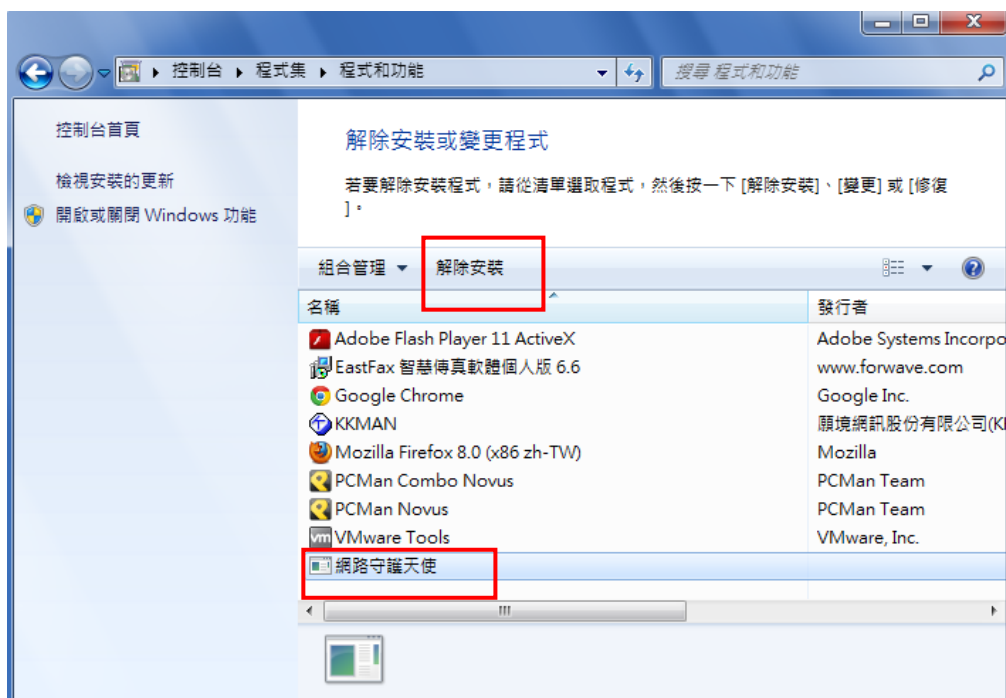 控制台 ▸ 程式集 ▸ 程式和功能
搜尋 程式和功能
控制台首頁
檢視安裝的更新
開啟或關閉 Windows 功能
解除安裝或變更程式
若要解除安裝程式，請從清單選取程式，然後按一下 [解除安裝]、[變更] 或 [修復
]。
組合管理 解除安裝
名稱 發行者
Adobe Flash Player 11 ActiveX Adobe Systems Incorpo
EastFax 智慧傳真軟體個人版 6.6 www.forwave.com
Google Chrome Google Inc.
KKMAN 願境網訊股份有限公司(KK
Mozilla Firefox 8.0 (x86 zh-TW) Mozilla
PCMan Combo Novus PCMan Team
PCMan Novus PCMan Team
vm VMware Tools VMware, Inc.
網路守護天使